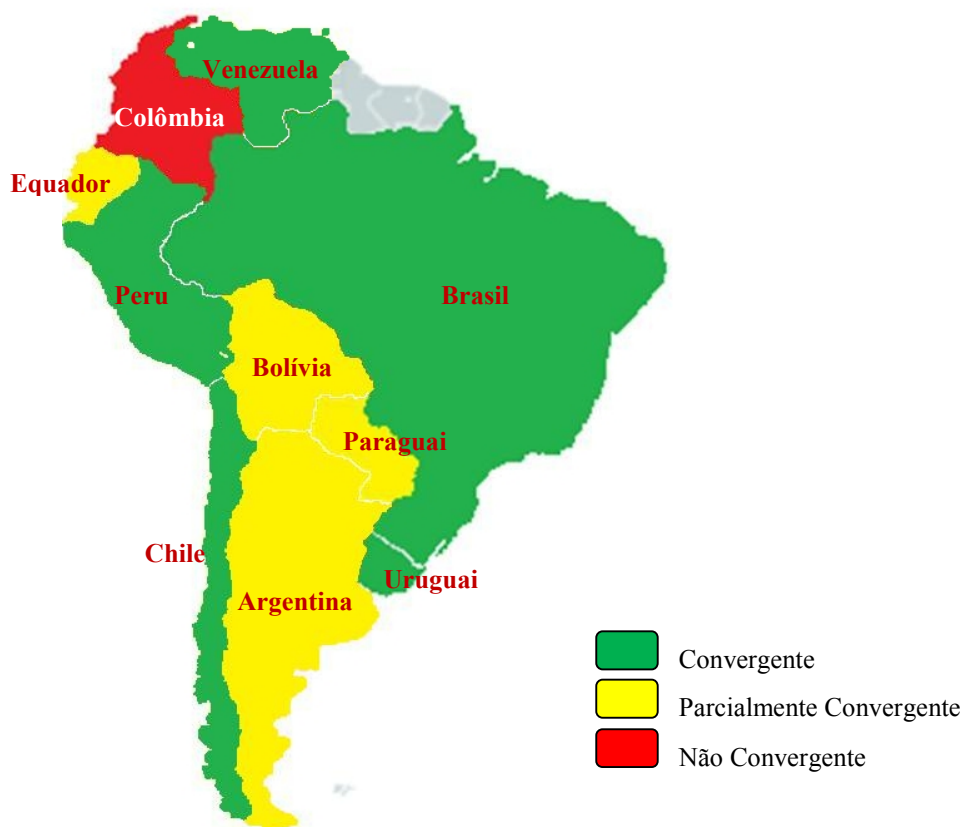 Venezuela
Colômbia
Equador
Peru
Brasil
Bolívia
Paraguai
Chile
Uruguai
Argentina
Convergente
Parcialmente Convergente
Não Convergente